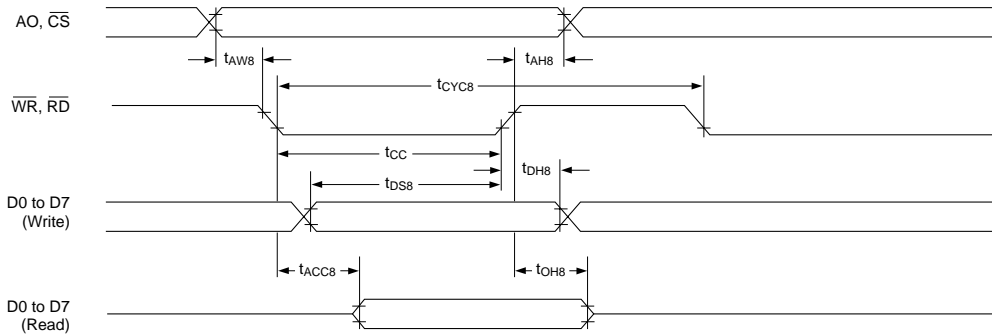 AO, CS
tAW8
tAH8
tCYC8
WR, RD
tCC
tDH8
tDS8
D0 to D7
(Write)
tACC8
tOH8
D0 to D7
(Read)